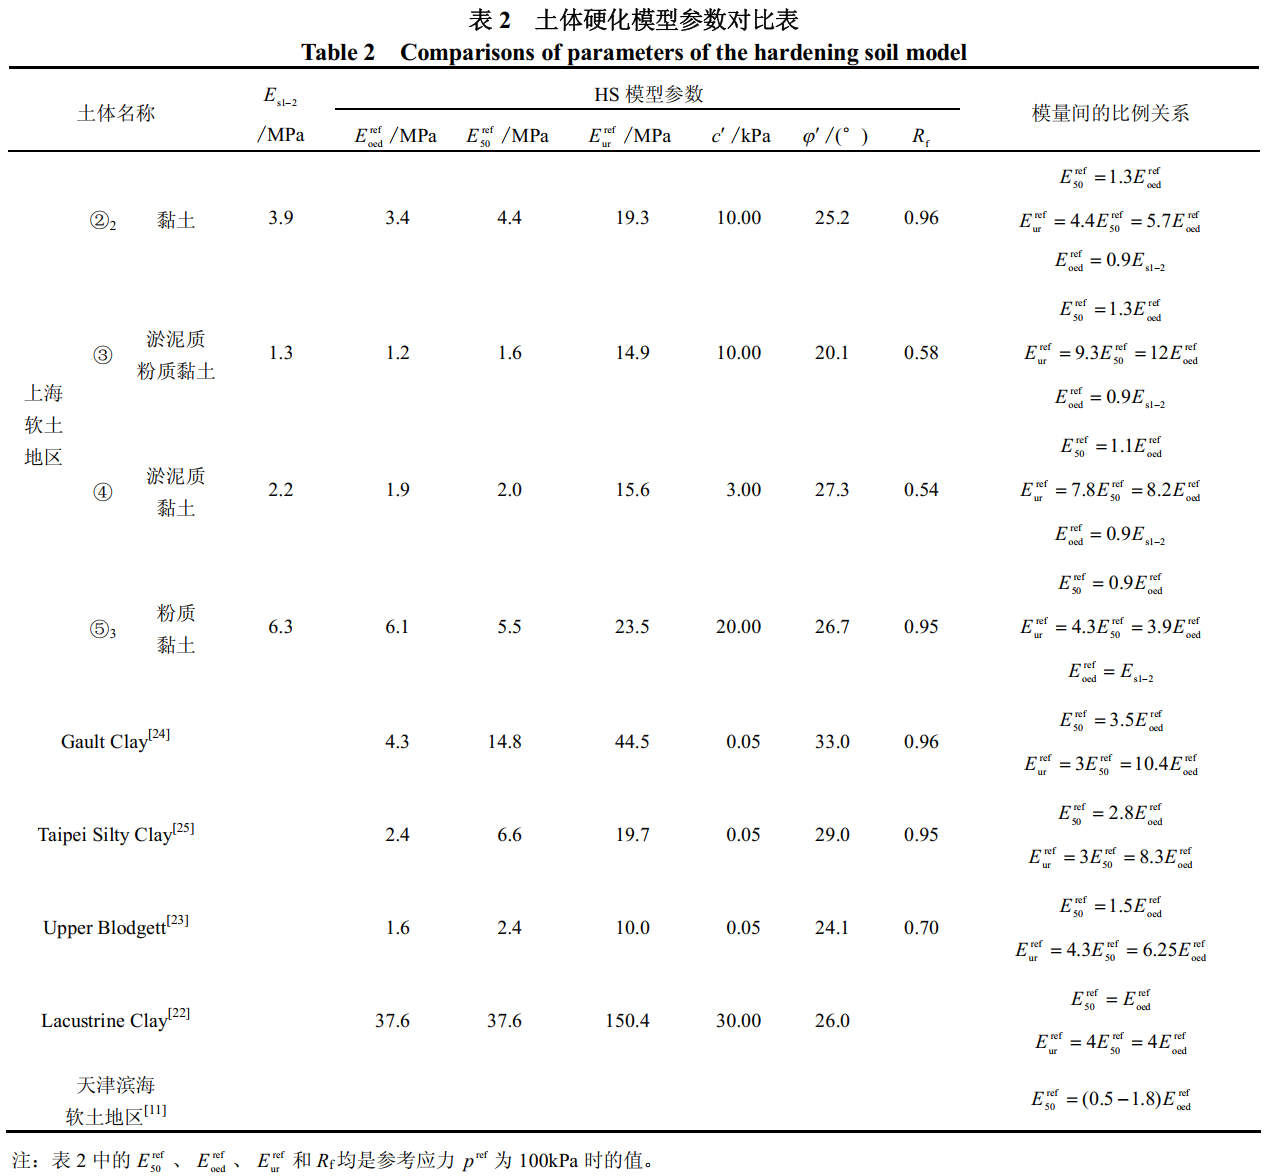 表 2 土体硬化模型参数对比表
Table 2 Comparisons of parameters of the hardening soil model
土体名称 E_{s1-2} /MPa HS 模型参数 模量间的比例关系
E_{oed}^{ref} /MPa E_{50}^{ref} /MPa E_{ur}^{ref} /MPa c′ /kPa φ′ /(°) R_f
上海
软土
地区
②₂ 黏土 3.9 3.4 4.4 19.3 10.00 25.2 0.96
E_{50}^{ref} = 1.3E_{oed}^{ref}
E_{ur}^{ref} = 4.4E_{50}^{ref} = 5.7E_{oed}^{ref}
E_{oed}^{ref} = 0.9E_{s1-2}
③ 淤泥质
粉质黏土 1.3 1.2 1.6 14.9 10.00 20.1 0.58
E_{50}^{ref} = 1.3E_{oed}^{ref}
E_{ur}^{ref} = 9.3E_{50}^{ref} = 12E_{oed}^{ref}
E_{oed}^{ref} = 0.9E_{s1-2}
④ 淤泥质
黏土 2.2 1.9 2.0 15.6 3.00 27.3 0.54
E_{50}^{ref} = 1.1E_{oed}^{ref}
E_{ur}^{ref} = 7.8E_{50}^{ref} = 8.2E_{oed}^{ref}
E_{oed}^{ref} = 0.9E_{s1-2}
⑤₃ 粉质
黏土 6.3 6.1 5.5 23.5 20.00 26.7 0.95
E_{50}^{ref} = 0.9E_{oed}^{ref}
E_{ur}^{ref} = 4.3E_{50}^{ref} = 3.9E_{oed}^{ref}
E_{oed}^{ref} = E_{s1-2}
Gault Clay[24] 4.3 14.8 44.5 0.05 33.0 0.96
E_{50}^{ref} = 3.5E_{oed}^{ref}
E_{ur}^{ref} = 3E_{50}^{ref} = 10.4E_{oed}^{ref}
Taipei Silty Clay[25] 2.4 6.6 19.7 0.05 29.0 0.95
E_{50}^{ref} = 2.8E_{oed}^{ref}
E_{ur}^{ref} = 3E_{50}^{ref} = 8.3E_{oed}^{ref}
Upper Blodgett[23] 1.6 2.4 10.0 0.05 24.1 0.70
E_{50}^{ref} = 1.5E_{oed}^{ref}
E_{ur}^{ref} = 4.3E_{50}^{ref} = 6.25E_{oed}^{ref}
Lacustrine Clay[22] 37.6 37.6 150.4 30.00 26.0
E_{50}^{ref} = E_{oed}^{ref}
E_{ur}^{ref} = 4E_{50}^{ref} = 4E_{oed}^{ref}
天津滨海
软土地区[11]
E_{50}^{ref} = (0.5-1.8)E_{oed}^{ref}
注：表 2 中的 E_{50}^{ref} 、 E_{oed}^{ref} 、 E_{ur}^{ref} 和 R_f 均是参考应力 p^{ref} 为 100kPa 时的值。